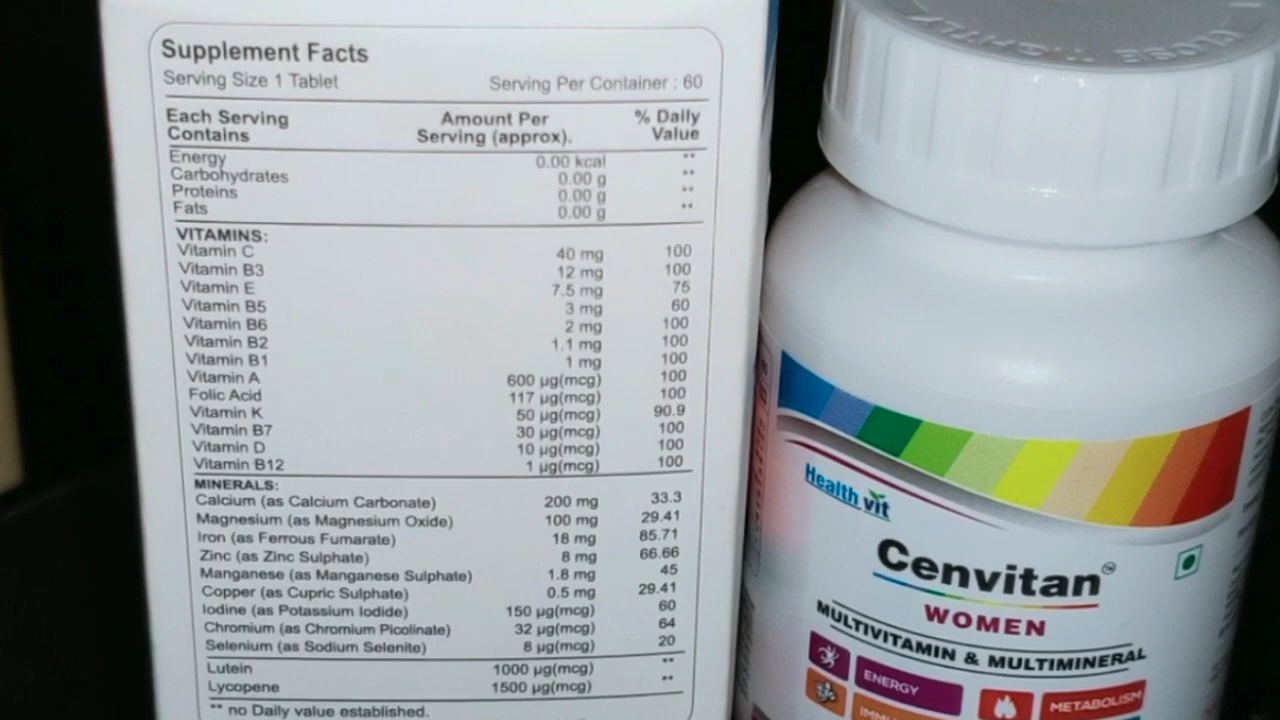 Supplement Facts
Serving Size 1 Tablet Serving Per Container : 60
Each Serving Contains Amount Per Serving (approx). % Daily Value
Energy 0.00 kcal **
Carbohydrates 0.00 g **
Proteins 0.00 g **
Fats 0.00 g **
VITAMINS:
Vitamin C 40 mg 100
Vitamin B3 12 mg 100
Vitamin E 7.5 mg 75
Vitamin B5 3 mg 60
Vitamin B6 2 mg 100
Vitamin B2 1.1 mg 100
Vitamin B1 1 mg 100
Vitamin A 600 µg(mcg) 100
Folic Acid 117 µg(mcg) 100
Vitamin K 50 µg(mcg) 90.9
Vitamin B7 30 µg(mcg) 100
Vitamin D 10 µg(mcg) 100
Vitamin B12 1 µg(mcg) 100
MINERALS:
Calcium (as Calcium Carbonate) 200 mg 33.3
Magnesium (as Magnesium Oxide) 100 mg 29.41
Iron (as Ferrous Fumarate) 18 mg 85.71
Zinc (as Zinc Sulphate) 8 mg 66.66
Manganese (as Manganese Sulphate) 1.8 mg 45
Copper (as Cupric Sulphate) 0.5 mg 29.41
Iodine (as Potassium Iodide) 150 µg(mcg) 60
Chromium (as Chromium Picolinate) 32 µg(mcg) 64
Selenium (as Sodium Selenite) 8 µg(mcg) 20
Lutein 1000 µg(mcg) **
Lycopene 1500 µg(mcg) **
** no Daily value established.
CLOSE TIGHTLY
Health vit
Cenvitan™
WOMEN
MULTIVITAMIN & MULTIMINERAL
ENERGY
METABOLISM